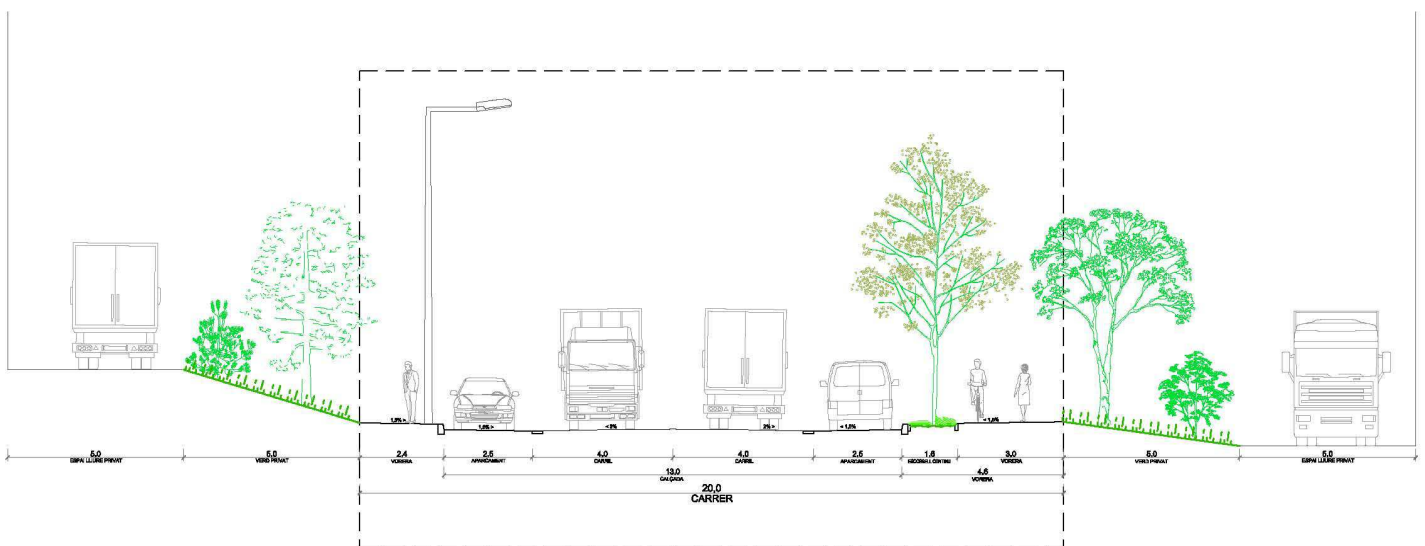 1,5% >
1,5% >
< 2%
2% >
< 1,5%
< 1,5%
5.0 5.0 2,4 2.5 4.0 4.0 2.5 1,6 3.0 5.0 5.0
ESPAI LLIURE PRIVAT VERD PRIVAT VORERA APARCAMENT CARRIL CARRIL APARCAMENT ESCOSSELL CONTINU VORERA VERD PRIVAT ESPAI LLIURE PRIVAT
13.0 4,6
CALÇADA VORERA
20,0
CARRER